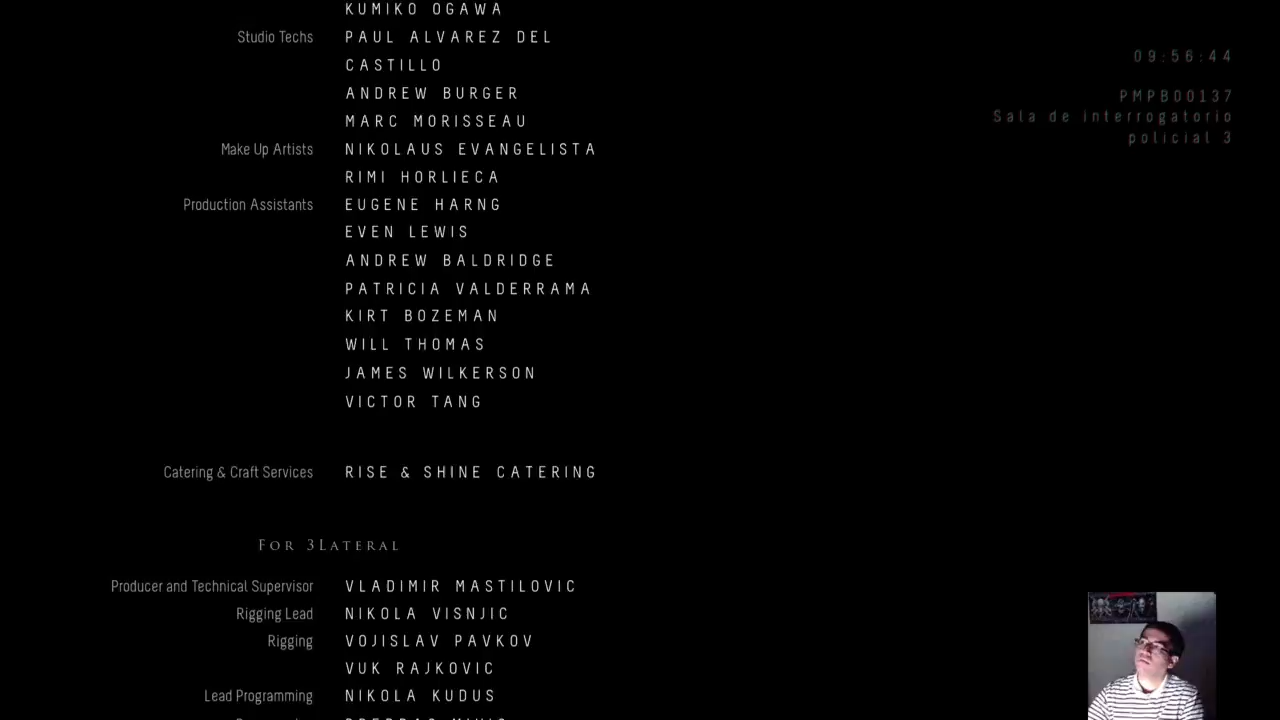 KUMIKO OGAWA
Studio Techs PAUL ALVAREZ DEL
CASTILLO
ANDREW BURGER
MARC MORISSEAU
Make Up Artists NIKOLAUS EVANGELISTA
RIMI HORLIECA
Production Assistants EUGENE HARNG
EVEN LEWIS
ANDREW BALDRIDGE
PATRICIA VALDERRAMA
KIRT BOZEMAN
WILL THOMAS
JAMES WILKERSON
VICTOR TANG
Catering & Craft Services RISE & SHINE CATERING
FOR 3LATERAL
Producer and Technical Supervisor VLADIMIR MASTILOVIC
Rigging Lead NIKOLA VISNJIC
Rigging VOJISLAV PAVKOV
VUK RAJKOVIC
Lead Programming NIKOLA KUDUS
09:56:44
PMPB00137
Sala de interrogatorio
policial 3